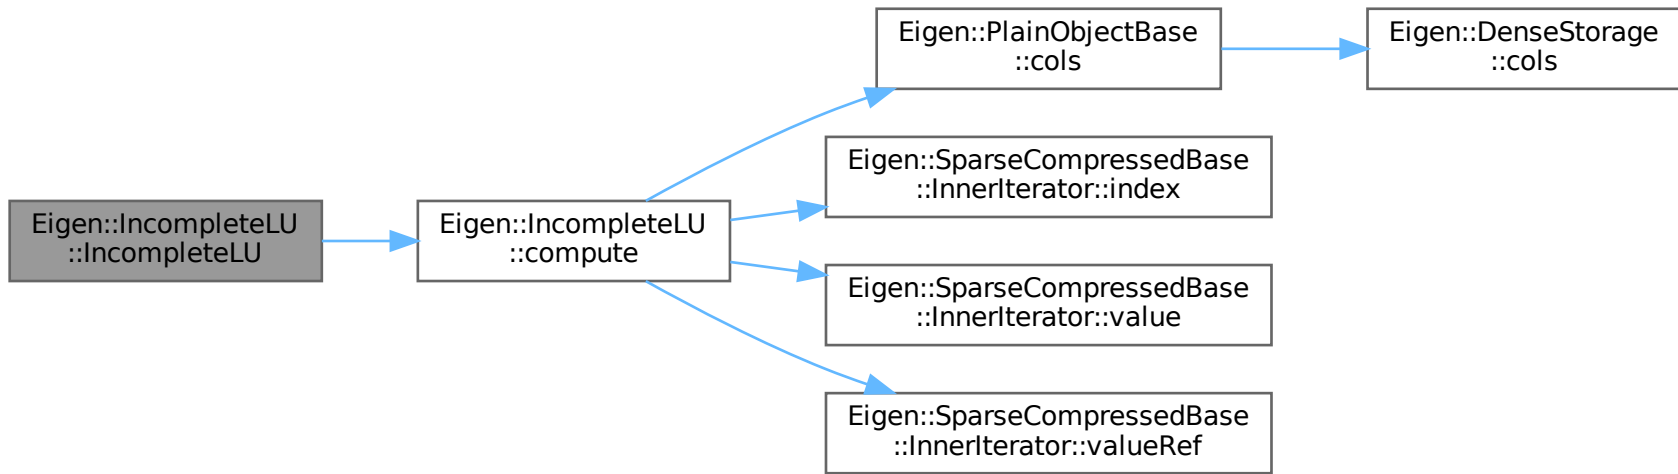 Eigen::IncompleteLU
::IncompleteLU
Eigen::IncompleteLU
::compute
Eigen::PlainObjectBase
::cols
Eigen::DenseStorage
::cols
Eigen::SparseCompressedBase
::InnerIterator::index
Eigen::SparseCompressedBase
::InnerIterator::value
Eigen::SparseCompressedBase
::InnerIterator::valueRef